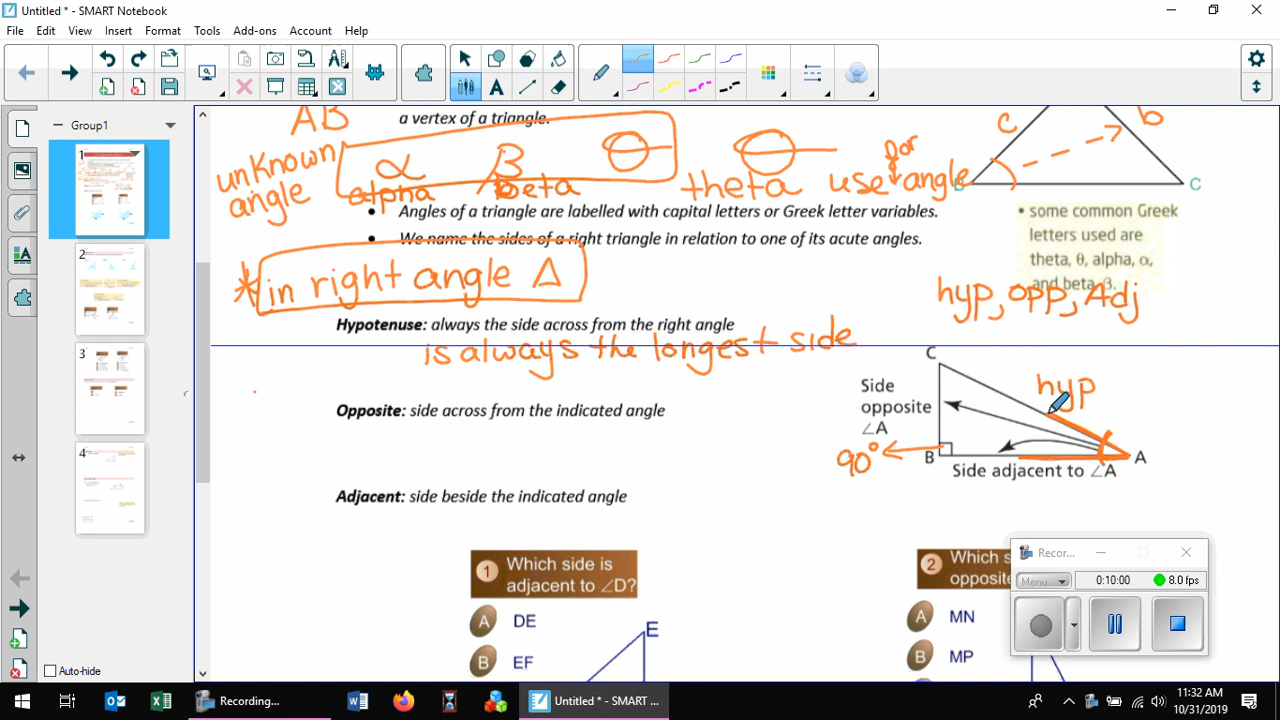 Untitled * - SMART Notebook
File Edit View Insert Format Tools Add-ons Account Help
Group1
1
2
3
4
Auto-hide
AB
a vertex of a triangle.
c
b
unknown
angle
α
β
θ
alpha
beta
theta
use for angle
C
• Angles of a triangle are labelled with capital letters or Greek letter variables.
• We name the sides of a right triangle in relation to one of its acute angles.
• some common Greek
letters used are
theta, θ, alpha, α,
and beta, β.
* in right angle Δ
hyp, opp, Adj
Hypotenuse: always the side across from the right angle
is always the longest side
C
hyp
Side
opposite
∠A
Opposite: side across from the indicated angle
90°
B
A
Side adjacent to ∠A
Adjacent: side beside the indicated angle
1 Which side is
adjacent to ∠D?
A DE
B EF
E
2 Which s
opposite
A MN
B MP
Recor...
Menu
0:10:00
8.0 fps
Recording...
Untitled * - SMART ...
11:32 AM
10/31/2019